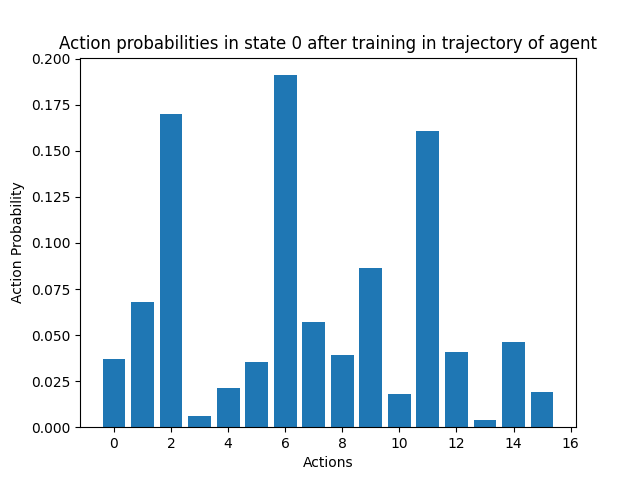 Action probabilities in state 0 after training in trajectory of agent
0.200
0.175
0.150
0.125
0.100
0.075
0.050
0.025
0.000
Action Probability
0 2 4 6 8 10 12 14 16
Actions